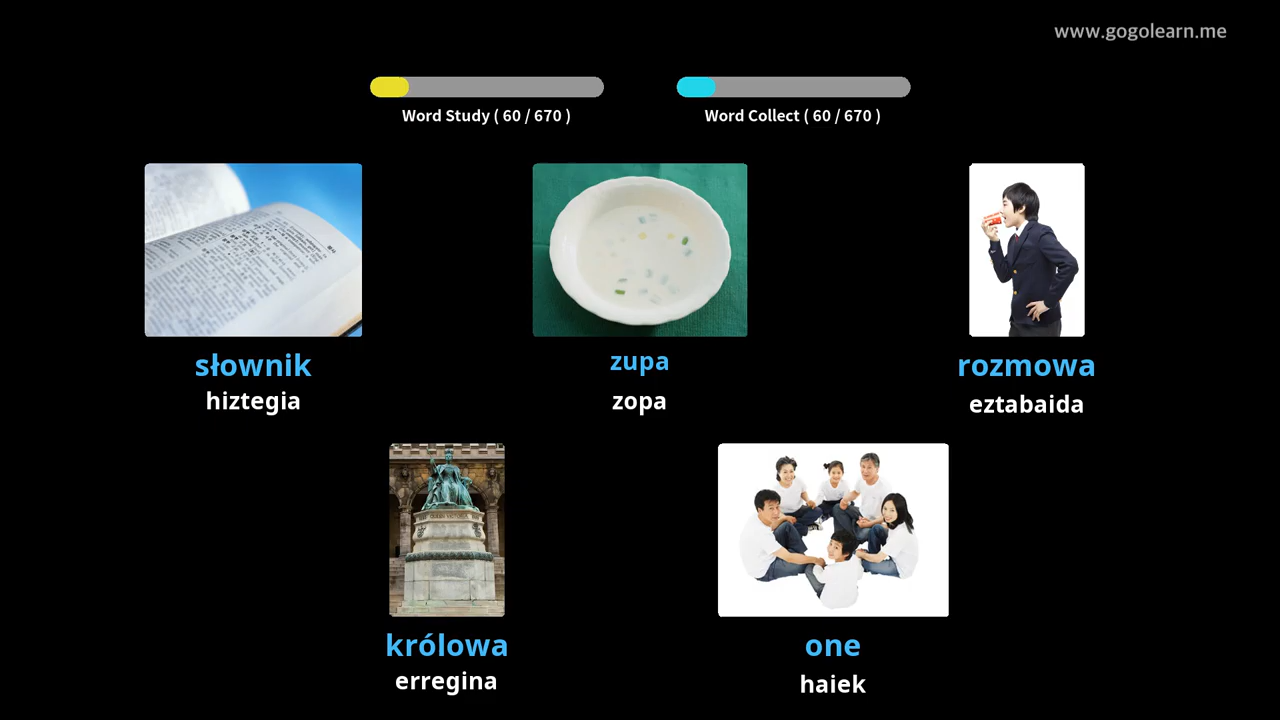 www.gogolearn.me
Word Study ( 60 / 670 )
Word Collect ( 60 / 670 )
słownik
hiztegia
zupa
zopa
rozmowa
eztabaida
królowa
erregina
one
haiek